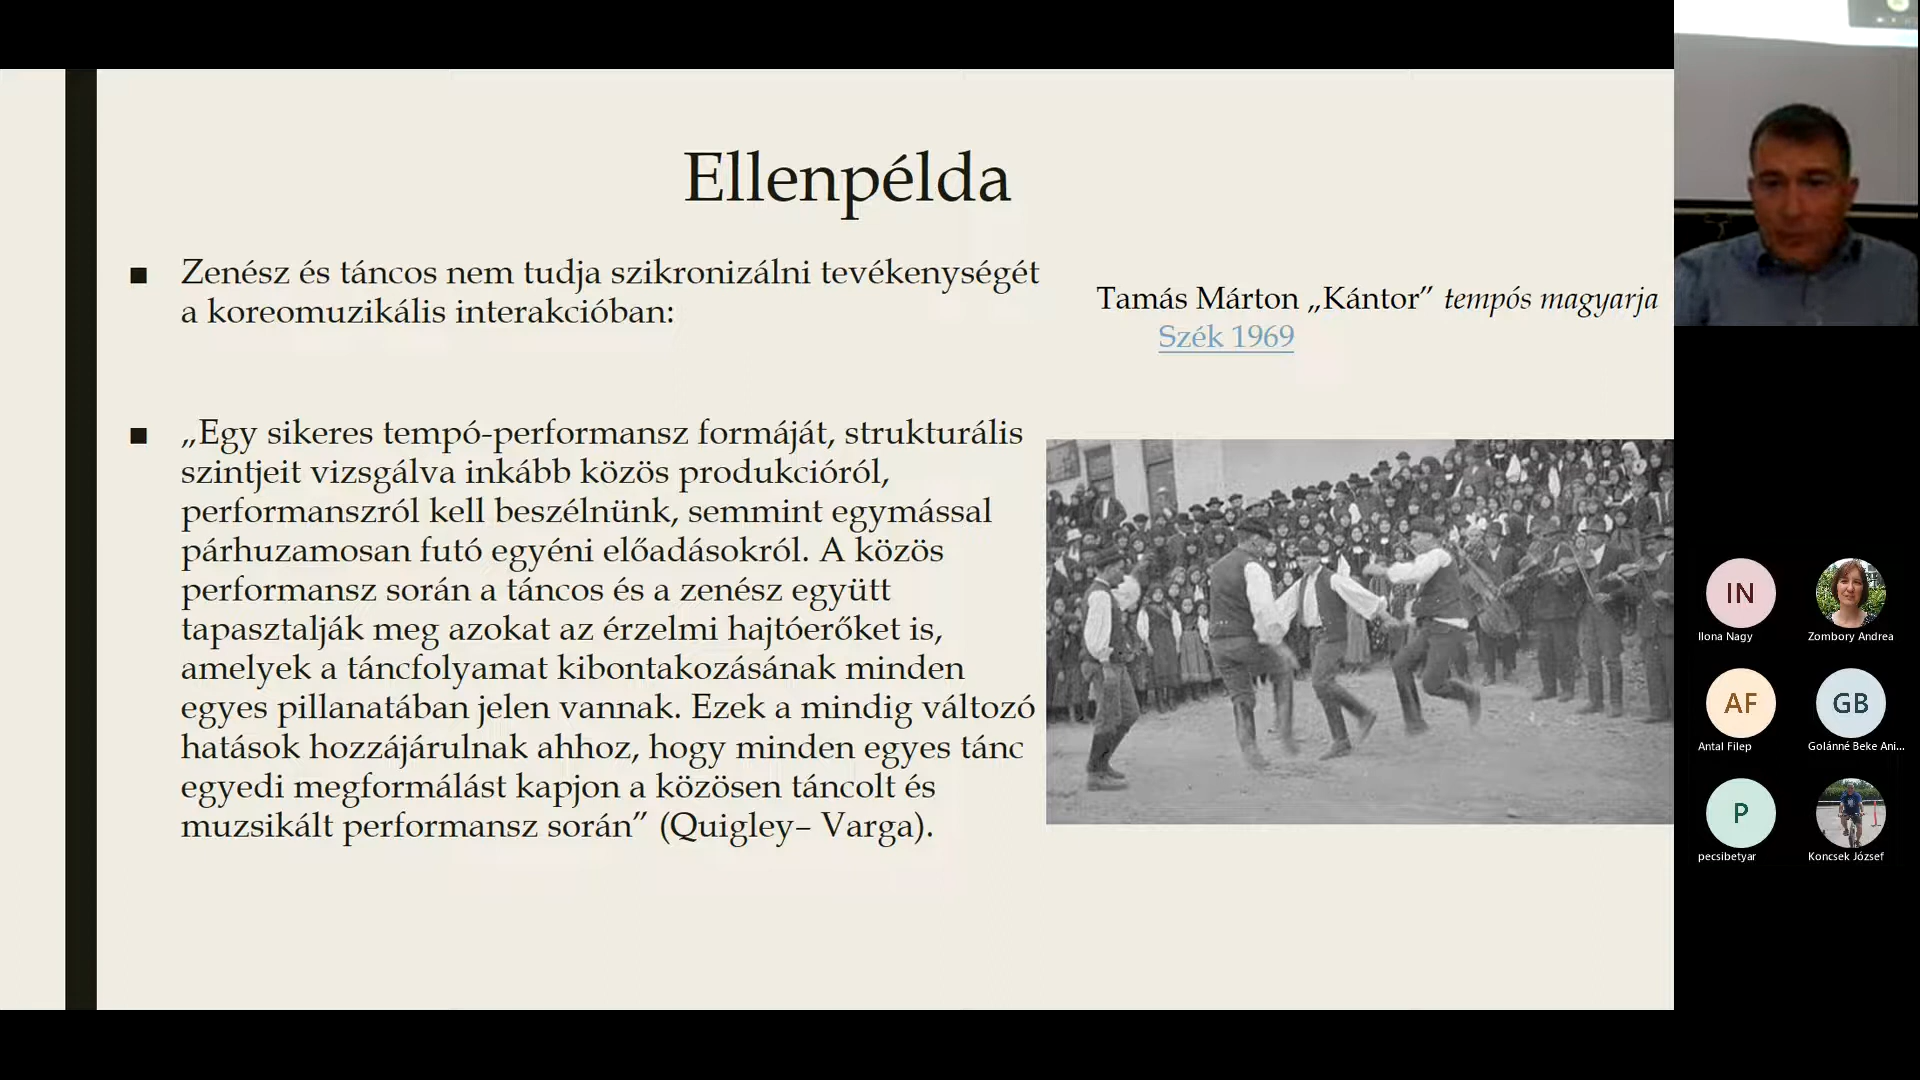 Ellenpélda
■ Zenész és táncos nem tudja szikronizálni tevékenységét
a koreomuzikális interakcióban:
■ „Egy sikeres tempó-performansz formáját, strukturális
szintjeit vizsgálva inkább közös produkcióról,
performanszról kell beszélnünk, semmint egymással
párhuzamosan futó egyéni előadásokról. A közös
performansz során a táncos és a zenész együtt
tapasztalják meg azokat az érzelmi hajtóerőket is,
amelyek a táncfolyamat kibontakozásának minden
egyes pillanatában jelen vannak. Ezek a mindig változó
hatások hozzájárulnak ahhoz, hogy minden egyes tánc
egyedi megformálást kapjon a közösen táncolt és
muzsikált performansz során” (Quigley– Varga).
Tamás Márton „Kántor” tempós magyarja
Szék 1969
IN
Ilona Nagy
Zombory Andrea
AF
Antal Filep
GB
Golánné Beke Ani...
P
pecsibetyar
Koncsek József